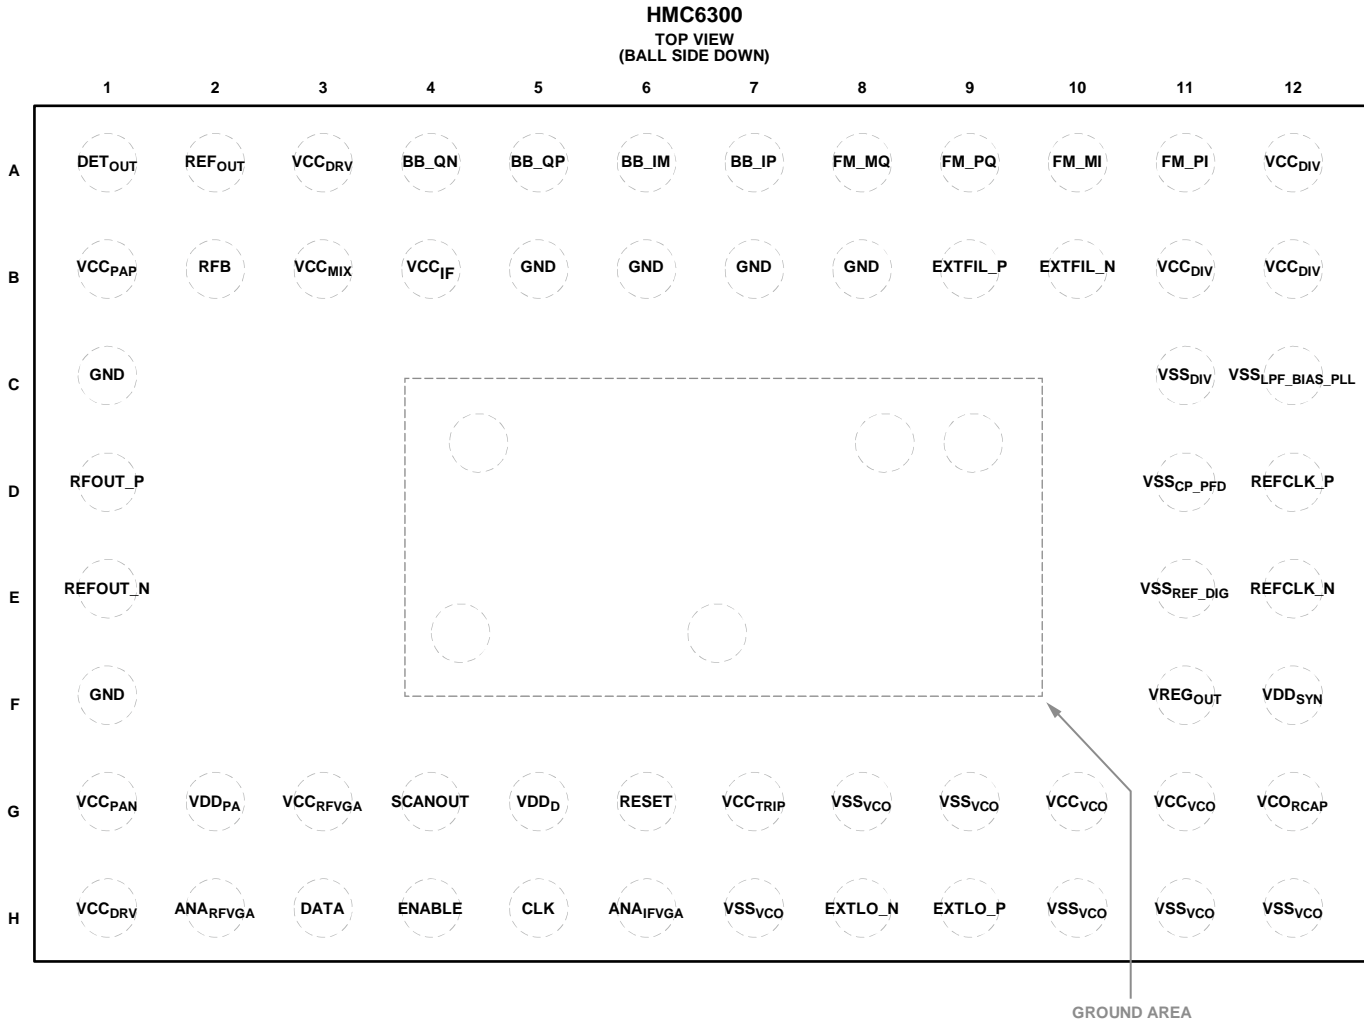 HMC6300
TOP VIEW
(BALL SIDE DOWN)
1 2 3 4 5 6 7 8 9 10 11 12
A DETOUT REFOUT VCCDRV BB_QN BB_QP BB_IM BB_IP FM_MQ FM_PQ FM_MI FM_PI VCCDIV
B VCCPAP RFB VCCMIX VCCIF GND GND GND GND EXTFIL_P EXTFIL_N VCCDIV VCCDIV
C GND VSSDIV VSSLPF_BIAS_PLL
D RFOUT_P VSSCP_PFD REFCLK_P
E REFOUT_N VSSREF_DIG REFCLK_N
F GND VREGOUT VDDSYN
G VCCPAN VDDPA VCCRFVGA SCANOUT VDDD RESET VCCTRIP VSSVCO VSSVCO VCCVCO VCCVCO VCORCAP
H VCCDRV ANARFVGA DATA ENABLE CLK ANAIFVGA VSSVCO EXTLO_N EXTLO_P VSSVCO VSSVCO VSSVCO
GROUND AREA